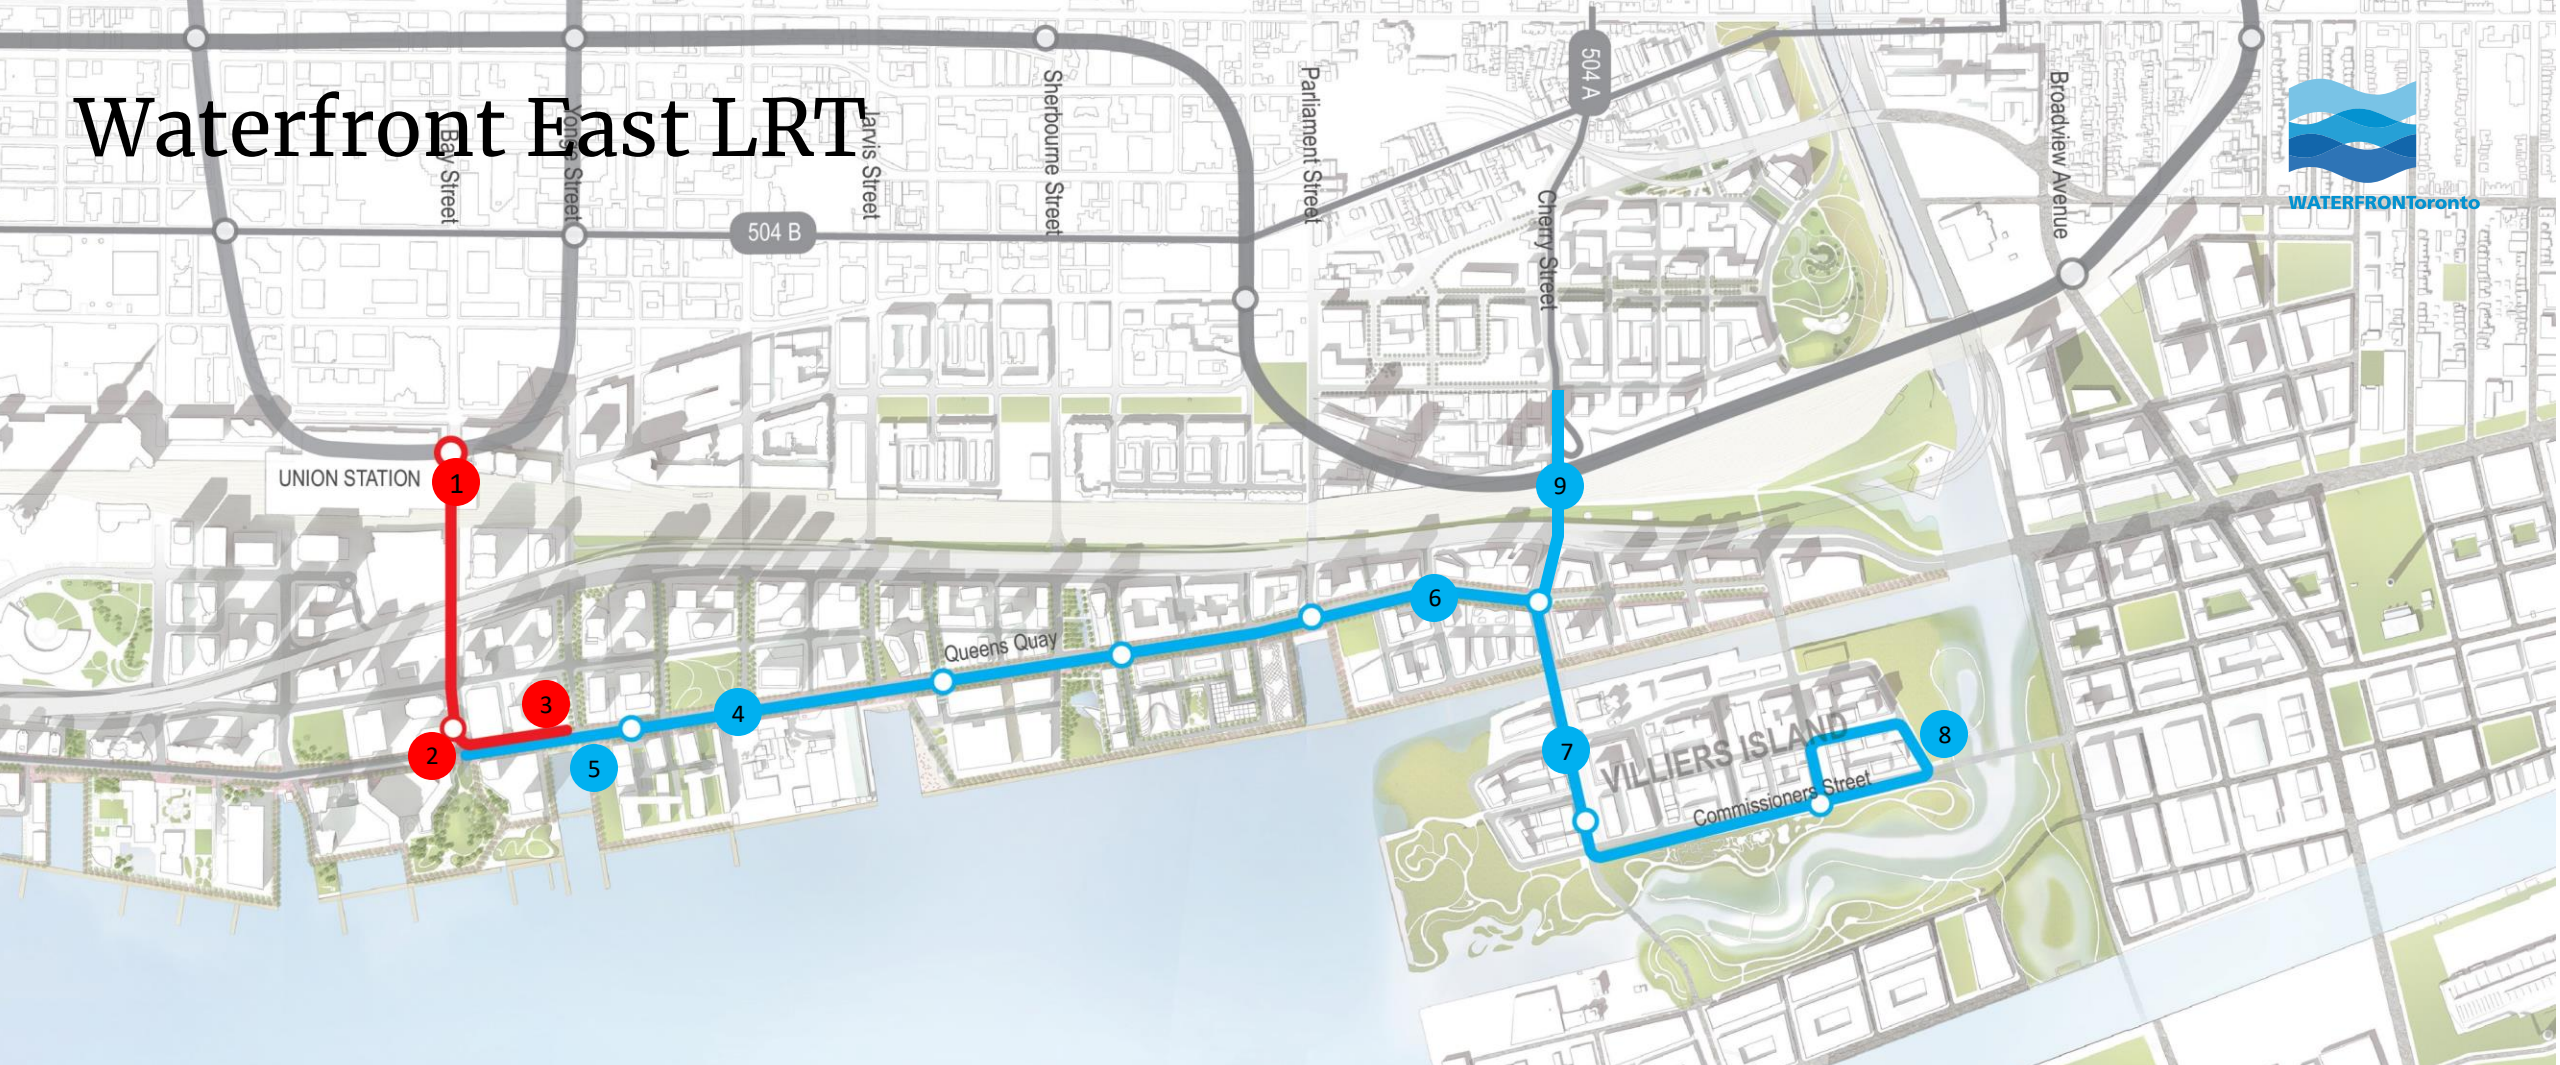 Waterfront East LRT
Bay Street
Yonge Street
Jarvis Street
Sherbourne Street
Parliament Street
504 A
Cherry Street
Broadview Avenue
WATERFRONToronto
504 B
UNION STATION
1
9
6
Queens Quay
3
4
2
5
7
VILLIERS ISLAND
8
Commissioners Street